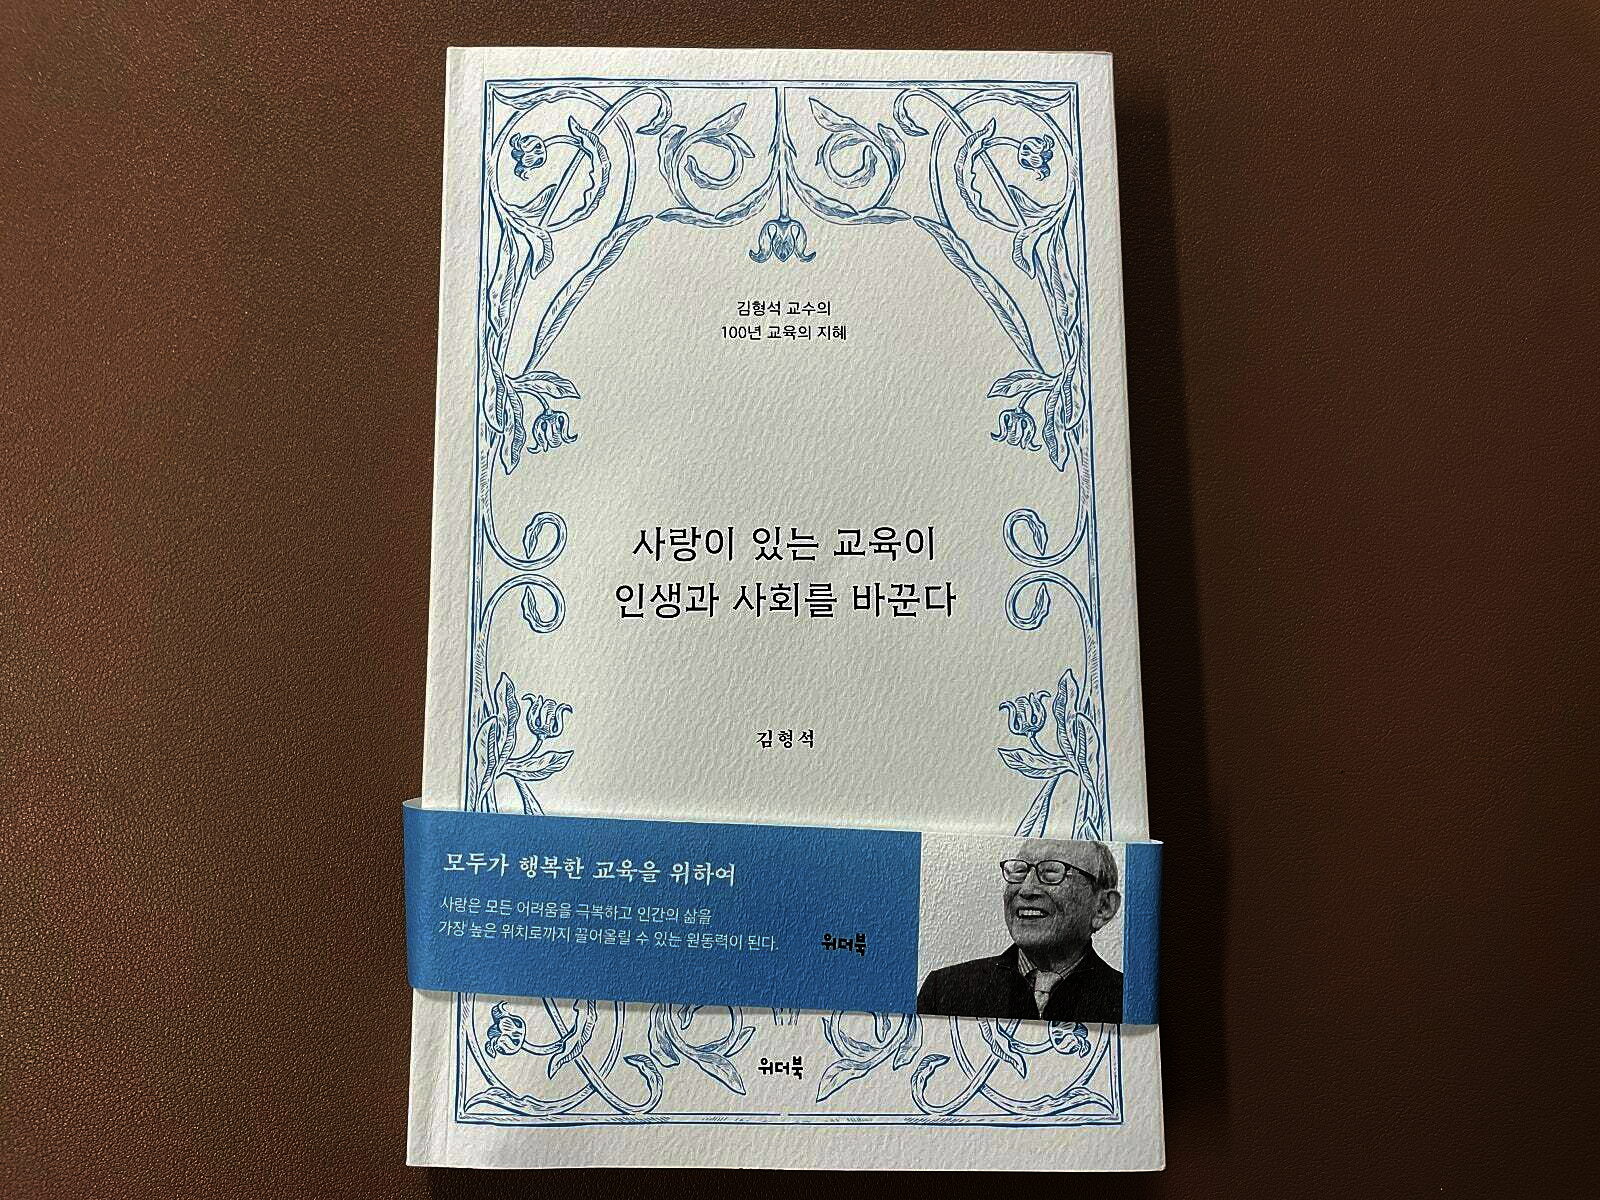 김형석 교수의
100년 교육의 지혜
사랑이 있는 교육이
인생과 사회를 바꾼다
김형석
모두가 행복한 교육을 위하여
사랑은 모든 어려움을 극복하고 인간의 삶을
가장 높은 위치로까지 끌어올릴 수 있는 원동력이 된다.
위더북
위더북